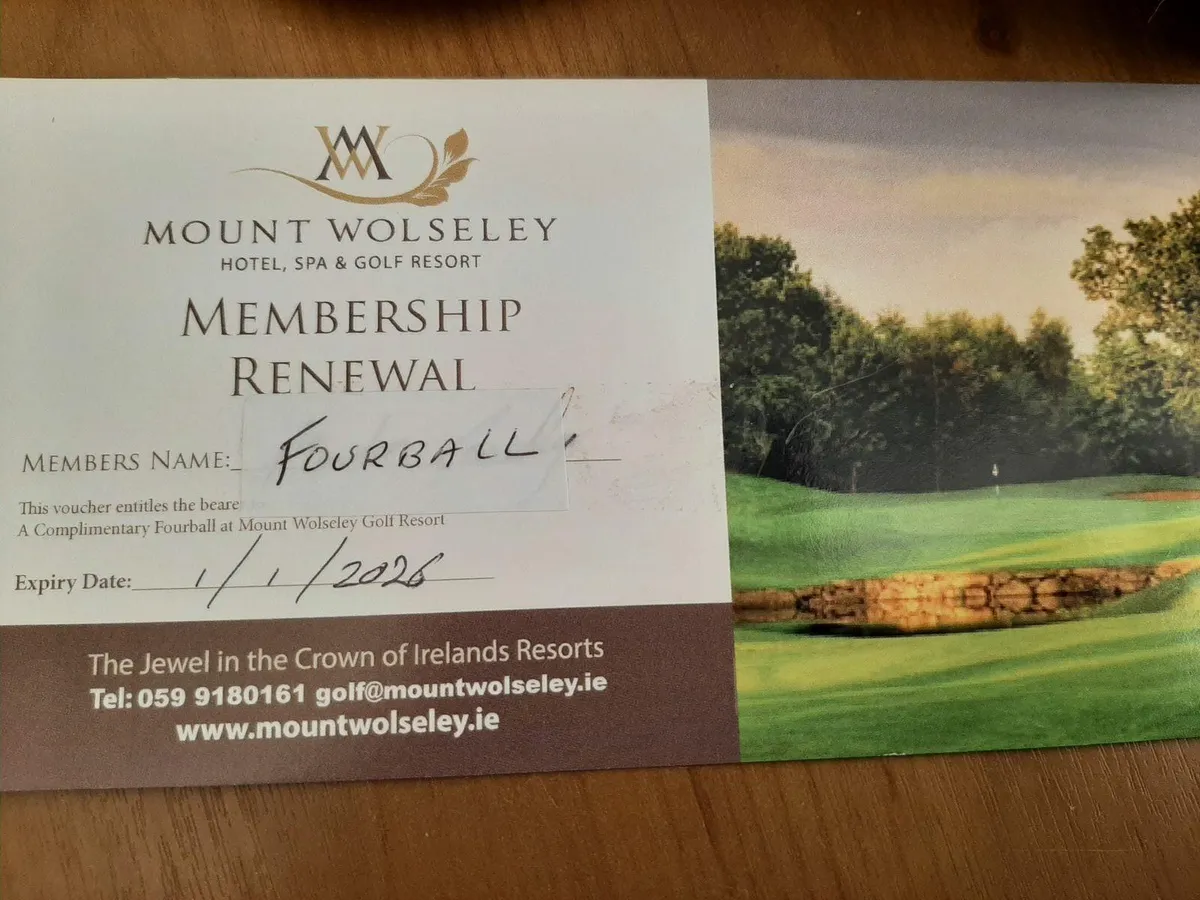 MOUNT WOLSELEY
HOTEL, SPA & GOLF RESORT
MEMBERSHIP
RENEWAL
MEMBERS NAME: FOURBALL
This voucher entitles the beare
A Complimentary Fourball at Mount Wolseley Golf Resort
Expiry Date: 1/1/2026
The Jewel in the Crown of Irelands Resorts
Tel: 059 9180161 golf@mountwolseley.ie
www.mountwolseley.ie